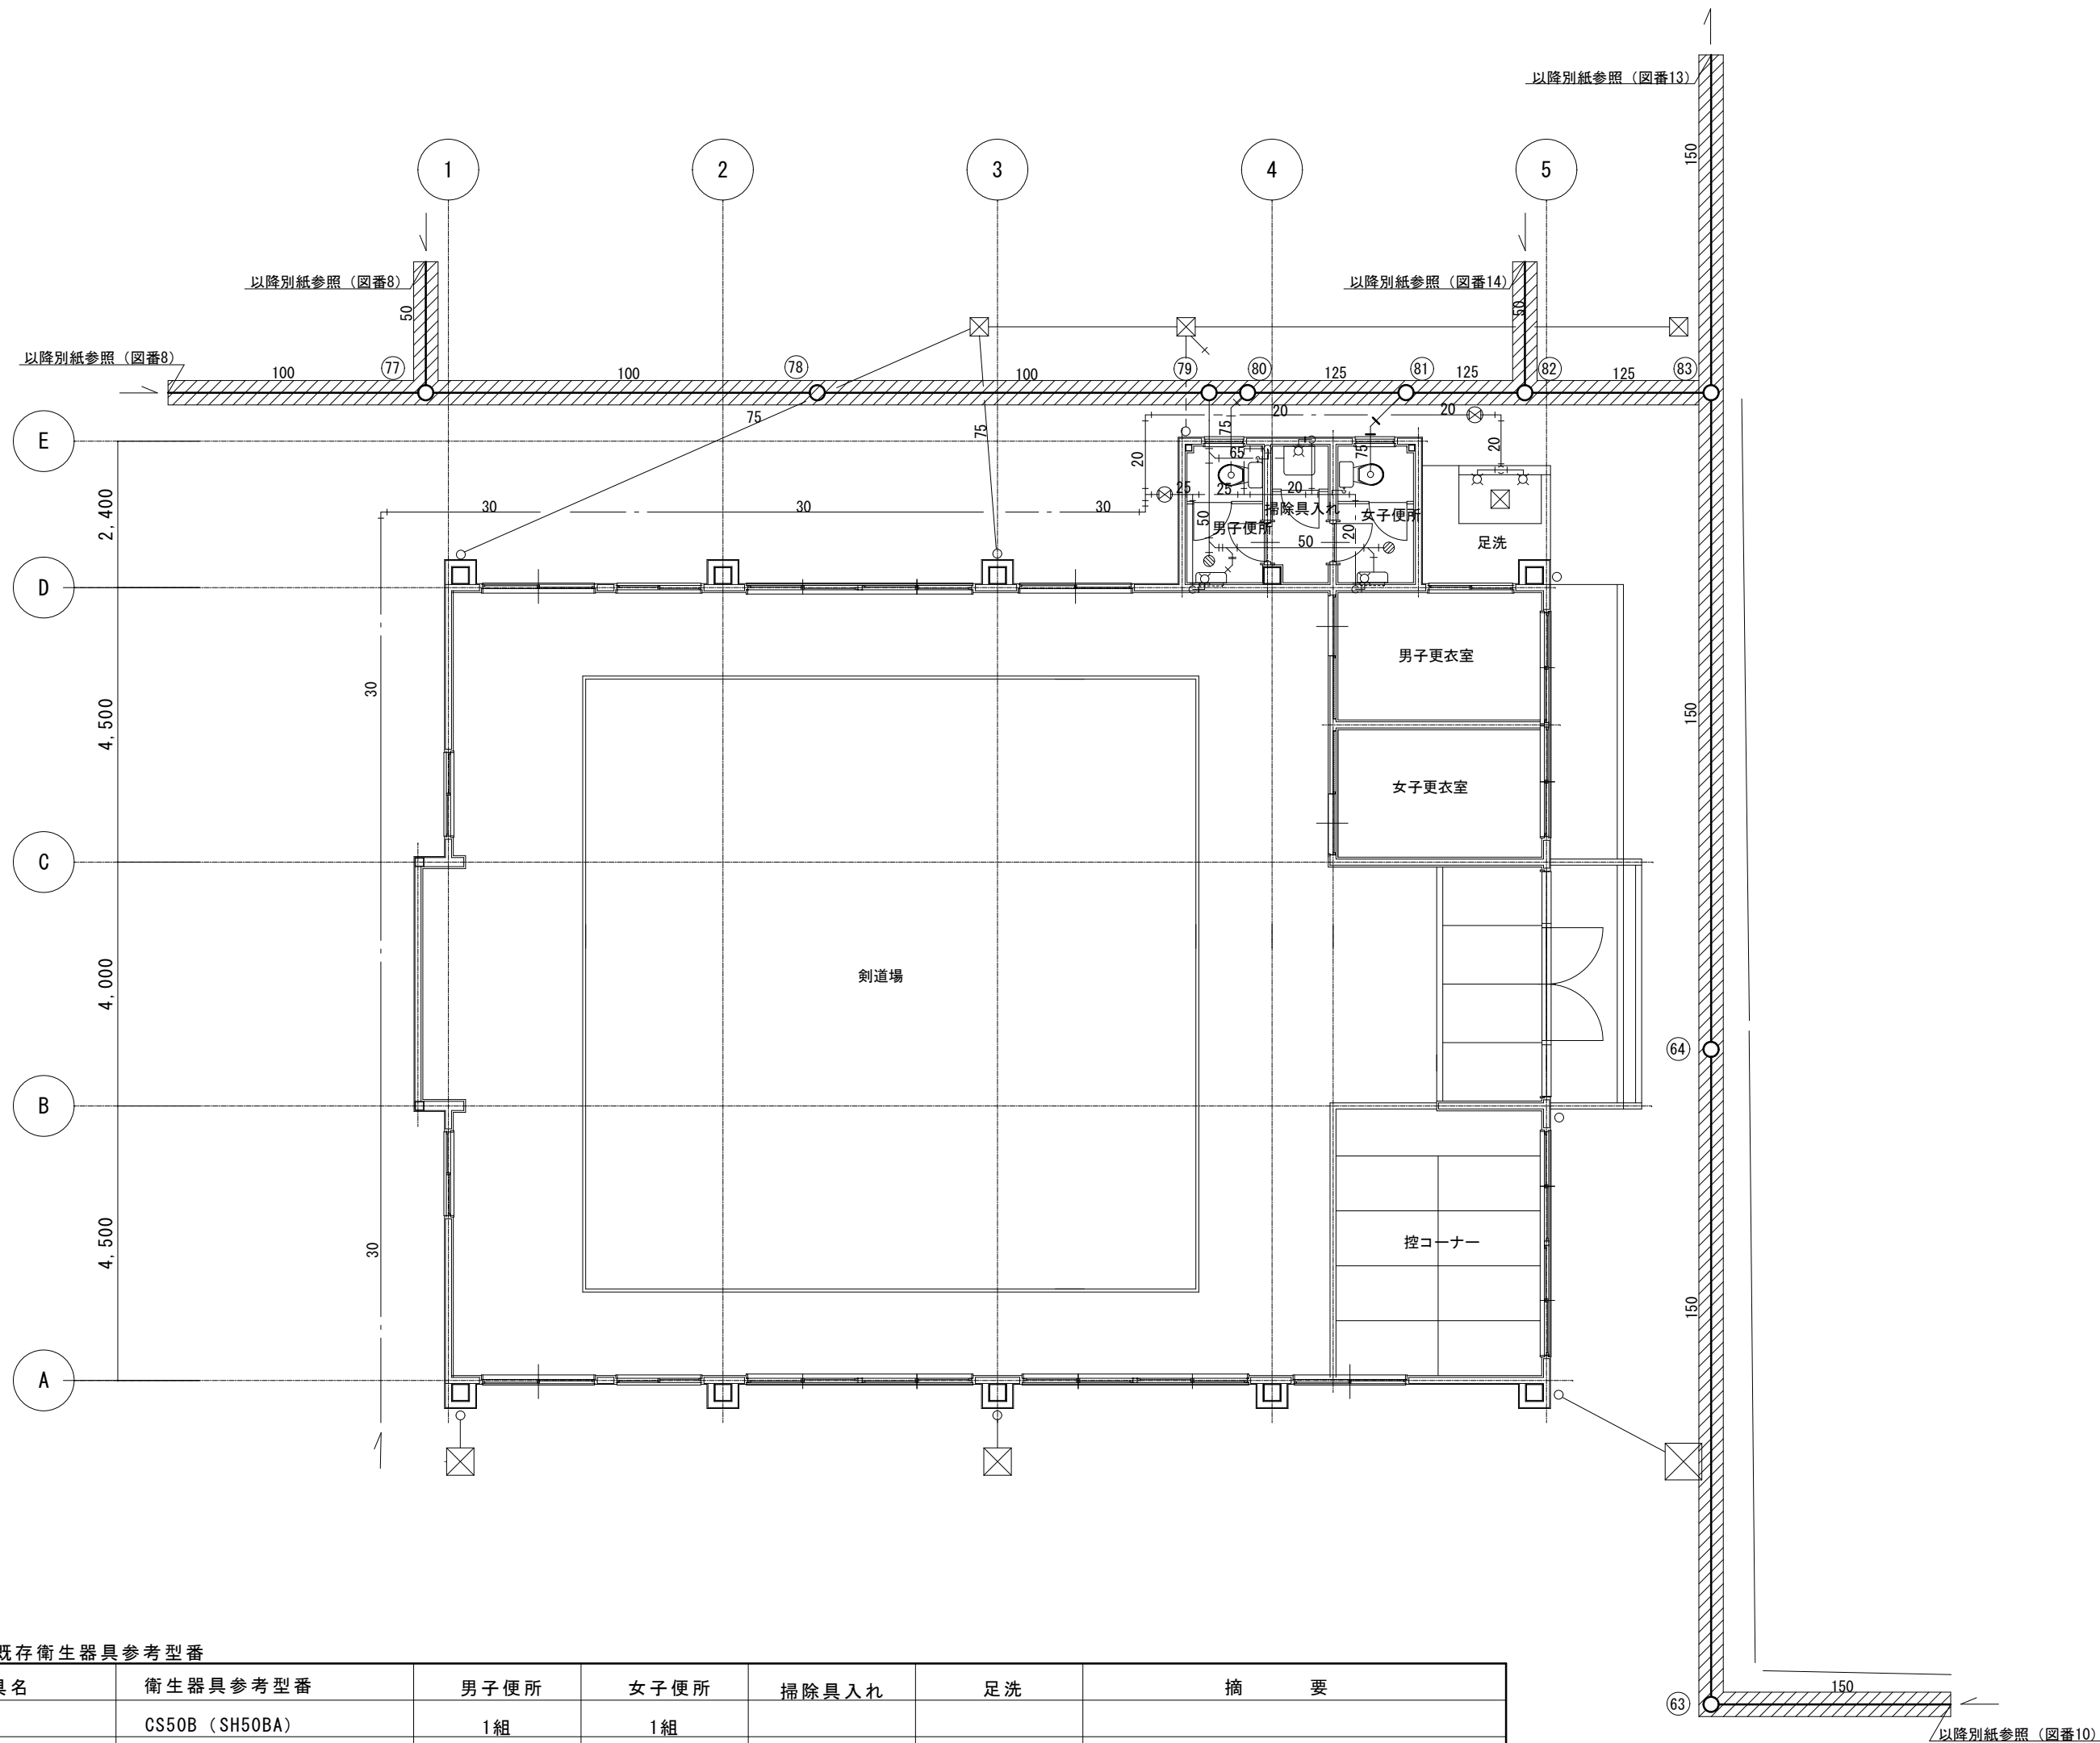 以降別紙参照（図番13）
150
1
2
3
4
5
以降別紙参照（図番8）
50
以降別紙参照（図番14）
50
以降別紙参照（図番8）
100
77
100
78
100
79
80
125
81
125
82
125
83
75
75
20
20
E
75
65
75
20
20
2,400
30
30
30
25
25
20
50
掃除具入れ
男子便所
女子便所
20
50
足洗
D
男子更衣室
30
4,500
150
女子更衣室
C
剣道場
4,000
64
B
4,500
30
控コーナー
150
A
既存衛生器具参考型番
具名 衛生器具参考型番 男子便所 女子便所 掃除具入れ 足洗 摘 要
CS50B（SH50BA） 1組 1組
63
150
以降別紙参照（図番10）